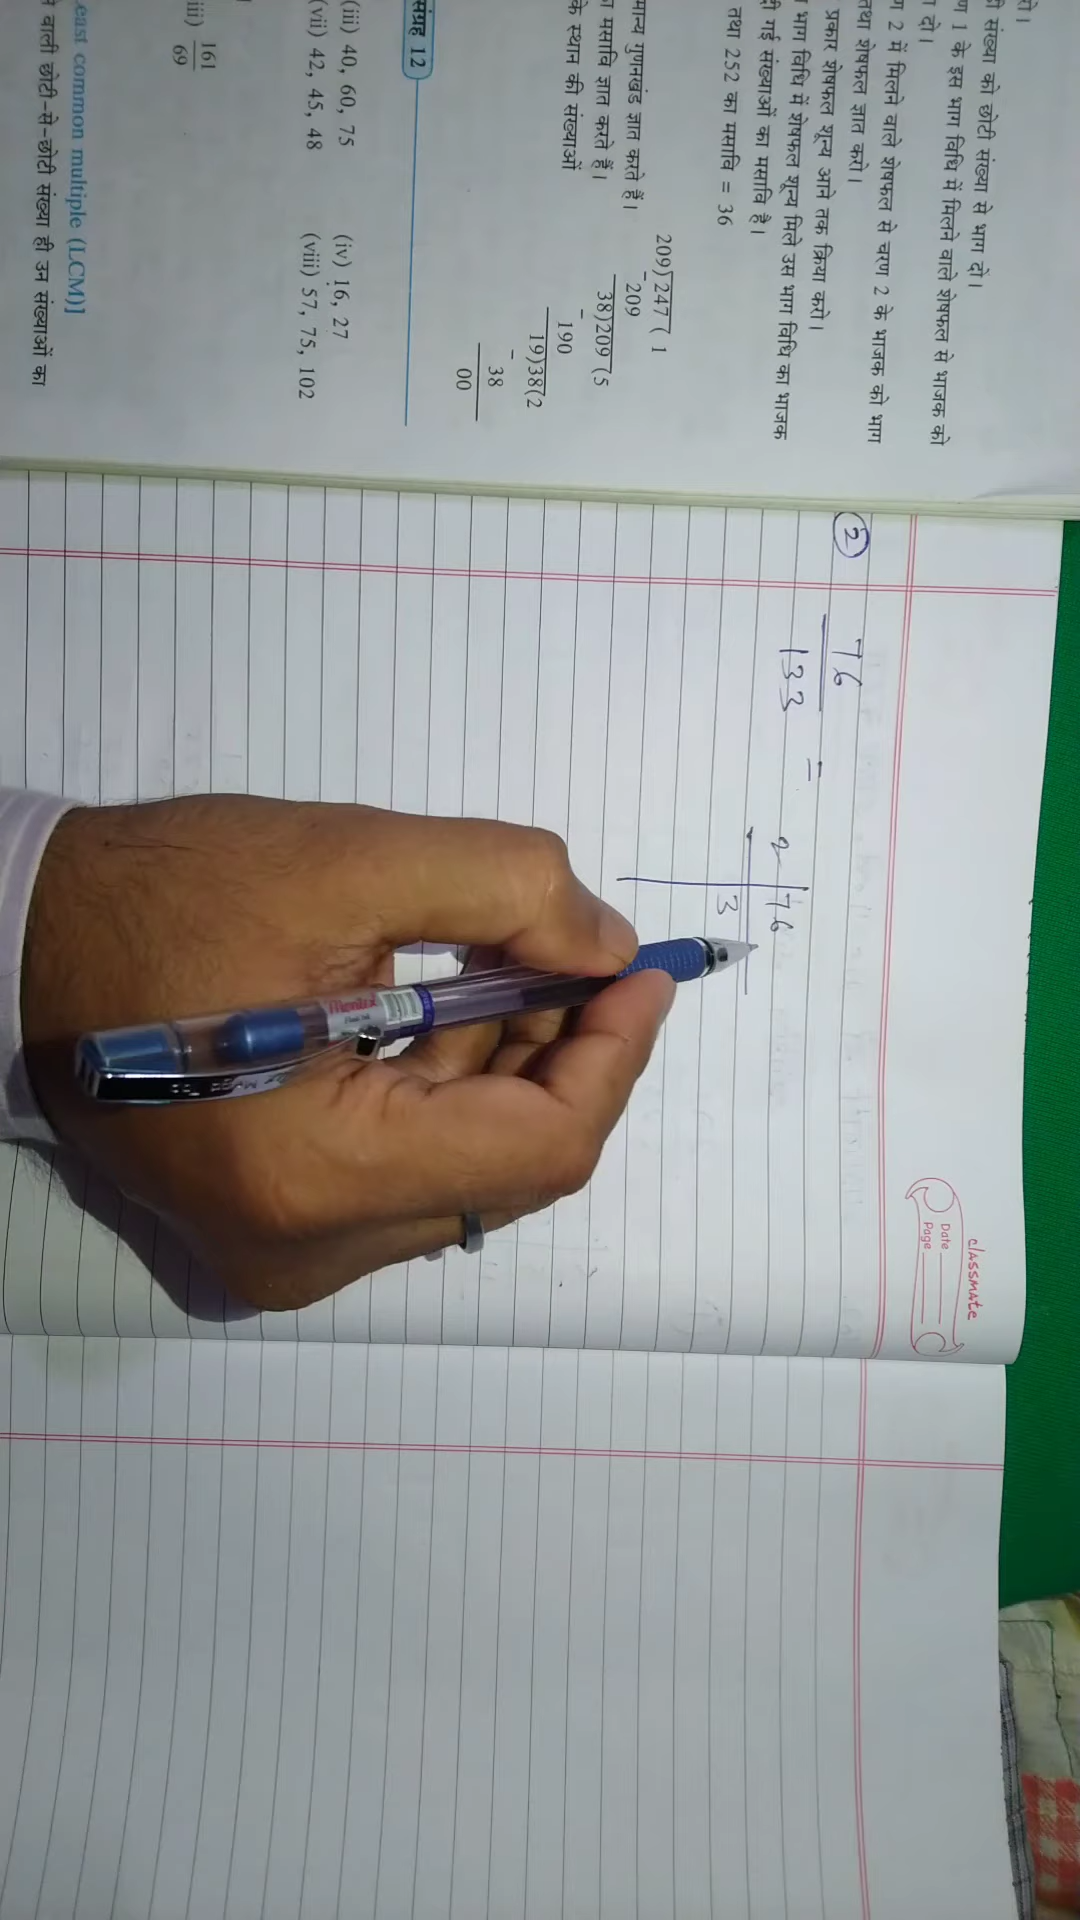 रो।
ी संख्या को छोटी संख्या से भाग दो।
ण 1 के इस भाग विधि में मिलने वाले शेषफल से भाजक को
ा दो।
ण 2 में मिलने वाले शेषफल से चरण 2 के भाजक को भाग
तथा शेषफल ज्ञात करो।
प्रकार शेषफल शून्य आने तक क्रिया करो।
भाग विधि में शेषफल शून्य मिले उस भाग विधि का भाजक
दी गई संख्याओं का मसावि है।
तथा 252 का मसावि = 36
209)247(1
- 209
38)209(5
- 190
19)38(2
- 38
00
मान्य गुणनखंड ज्ञात करते हैं।
ा मसावि ज्ञात करते हैं।
के स्थान की संख्याओं
संग्रह 12
(iii) 40, 60, 75 (iv) 16, 27
(vii) 42, 45, 48 (viii) 57, 75, 102
iii) 161/69
east common multiple (LCM)]
वाली छोटी-से-छोटी संख्या ही उन संख्याओं का
classmate
Date
Page
② 76/133 = 2 | 76
3
Montex
Mega Top